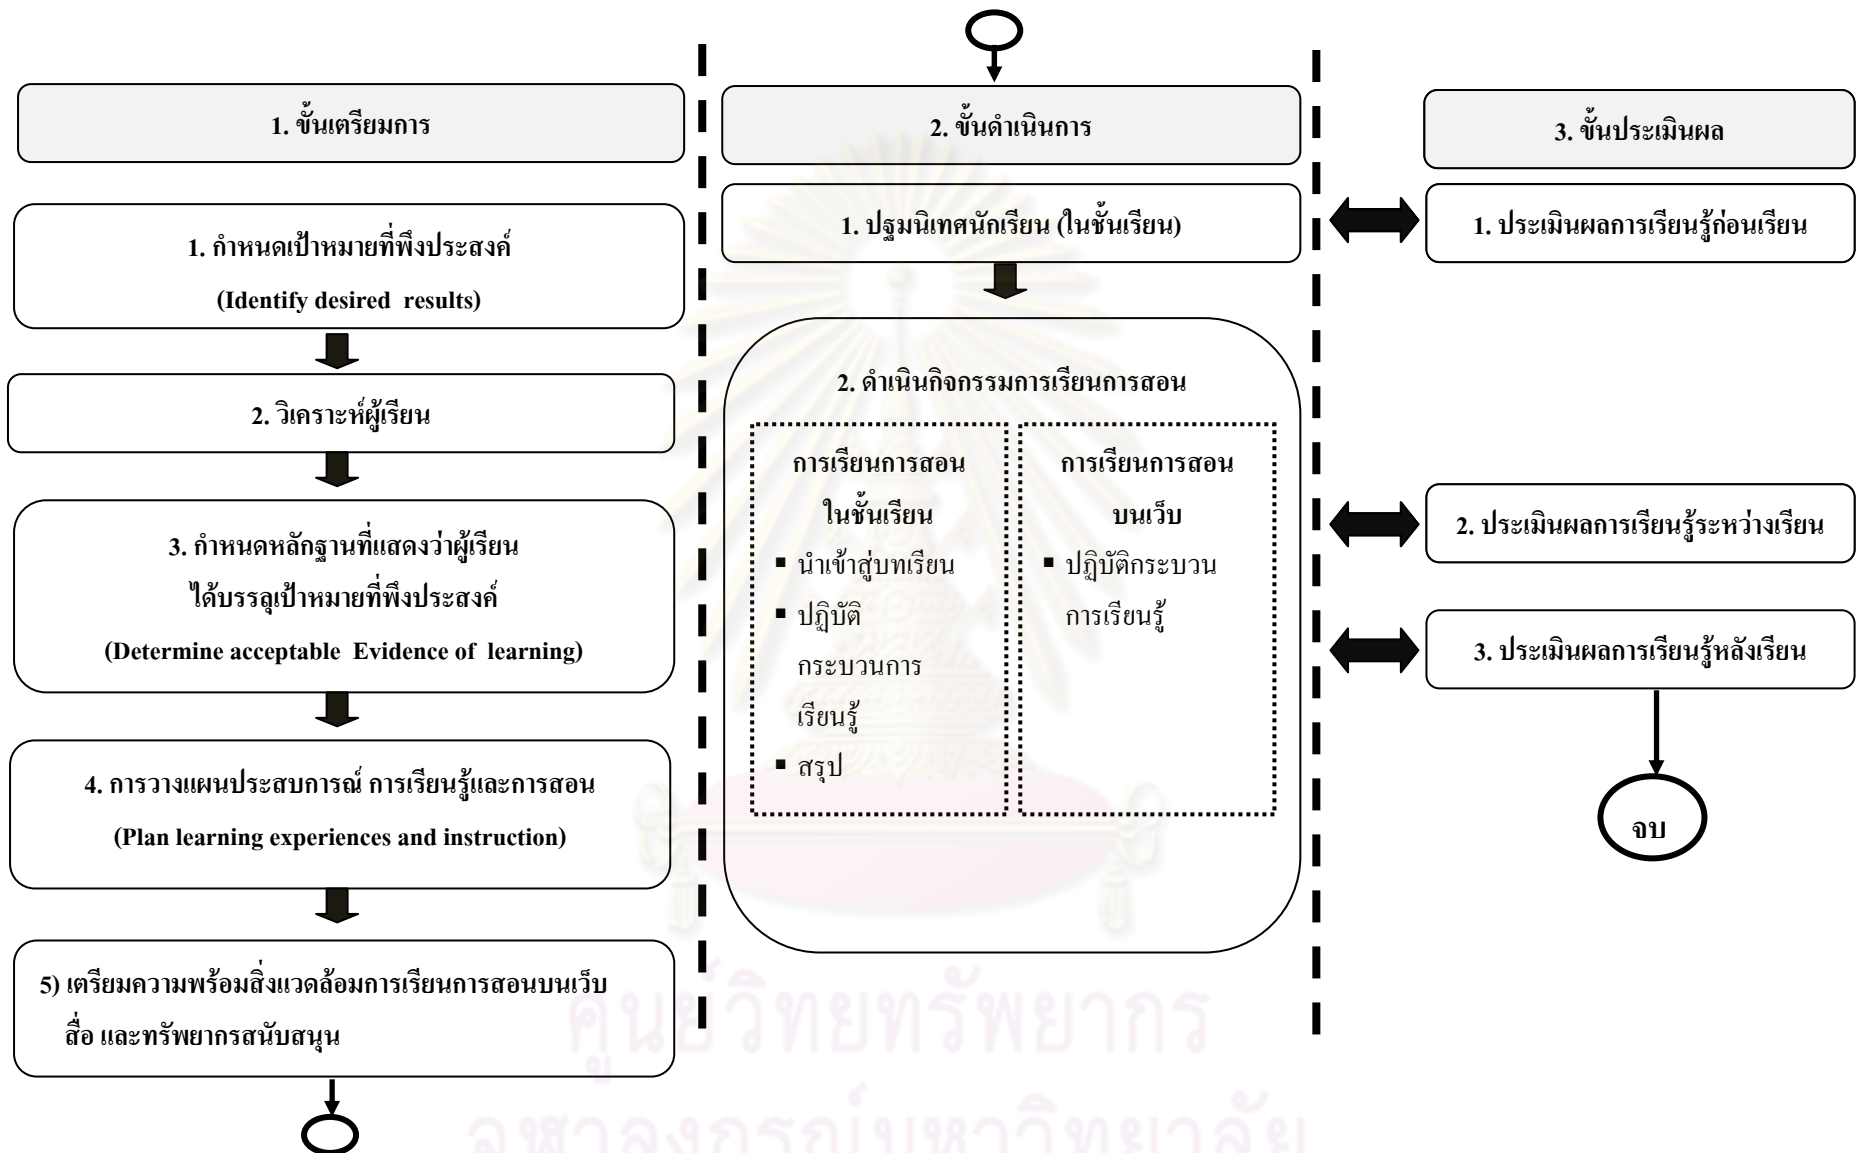 1. ขั้นเตรียมการ
1. กำหนดเป้าหมายที่พึงประสงค์
(Identify desired results)
2. วิเคราะห์ผู้เรียน
3. กำหนดหลักฐานที่แสดงว่าผู้เรียน
ได้บรรลุเป้าหมายที่พึงประสงค์
(Determine acceptable Evidence of learning)
4. การวางแผนประสบการณ์ การเรียนรู้และการสอน
(Plan learning experiences and instruction)
5) เตรียมความพร้อมสิ่งแวดล้อมการเรียนการสอนบนเว็บ
สื่อ และทรัพยากรสนับสนุน
2. ขั้นดำเนินการ
1. ปฐมนิเทศนักเรียน (ในชั้นเรียน)
2. ดำเนินกิจกรรมการเรียนการสอน
การเรียนการสอน
ในชั้นเรียน
▪ นำเข้าสู่บทเรียน
▪ ปฏิบัติ
กระบวนการ
เรียนรู้
▪ สรุป
การเรียนการสอน
บนเว็บ
▪ ปฏิบัติกระบวน
การเรียนรู้
3. ขั้นประเมินผล
1. ประเมินผลการเรียนรู้ก่อนเรียน
2. ประเมินผลการเรียนรู้ระหว่างเรียน
3. ประเมินผลการเรียนรู้หลังเรียน
จบ
ศูนย์วิทยทรัพยากร
จุฬาลงกรณ์มหาวิทยาลัย